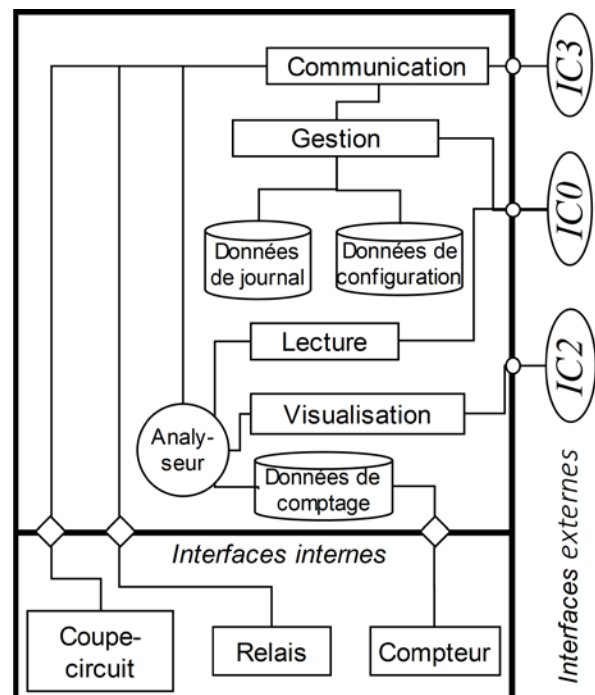 Communication
IC3
Gestion
IC0
Données
de journal
Données de
configuration
Lecture
IC2
Visualisation
Analy-
seur
Données de
comptage
Interfaces externes
Interfaces internes
Coupe-
circuit
Relais
Compteur